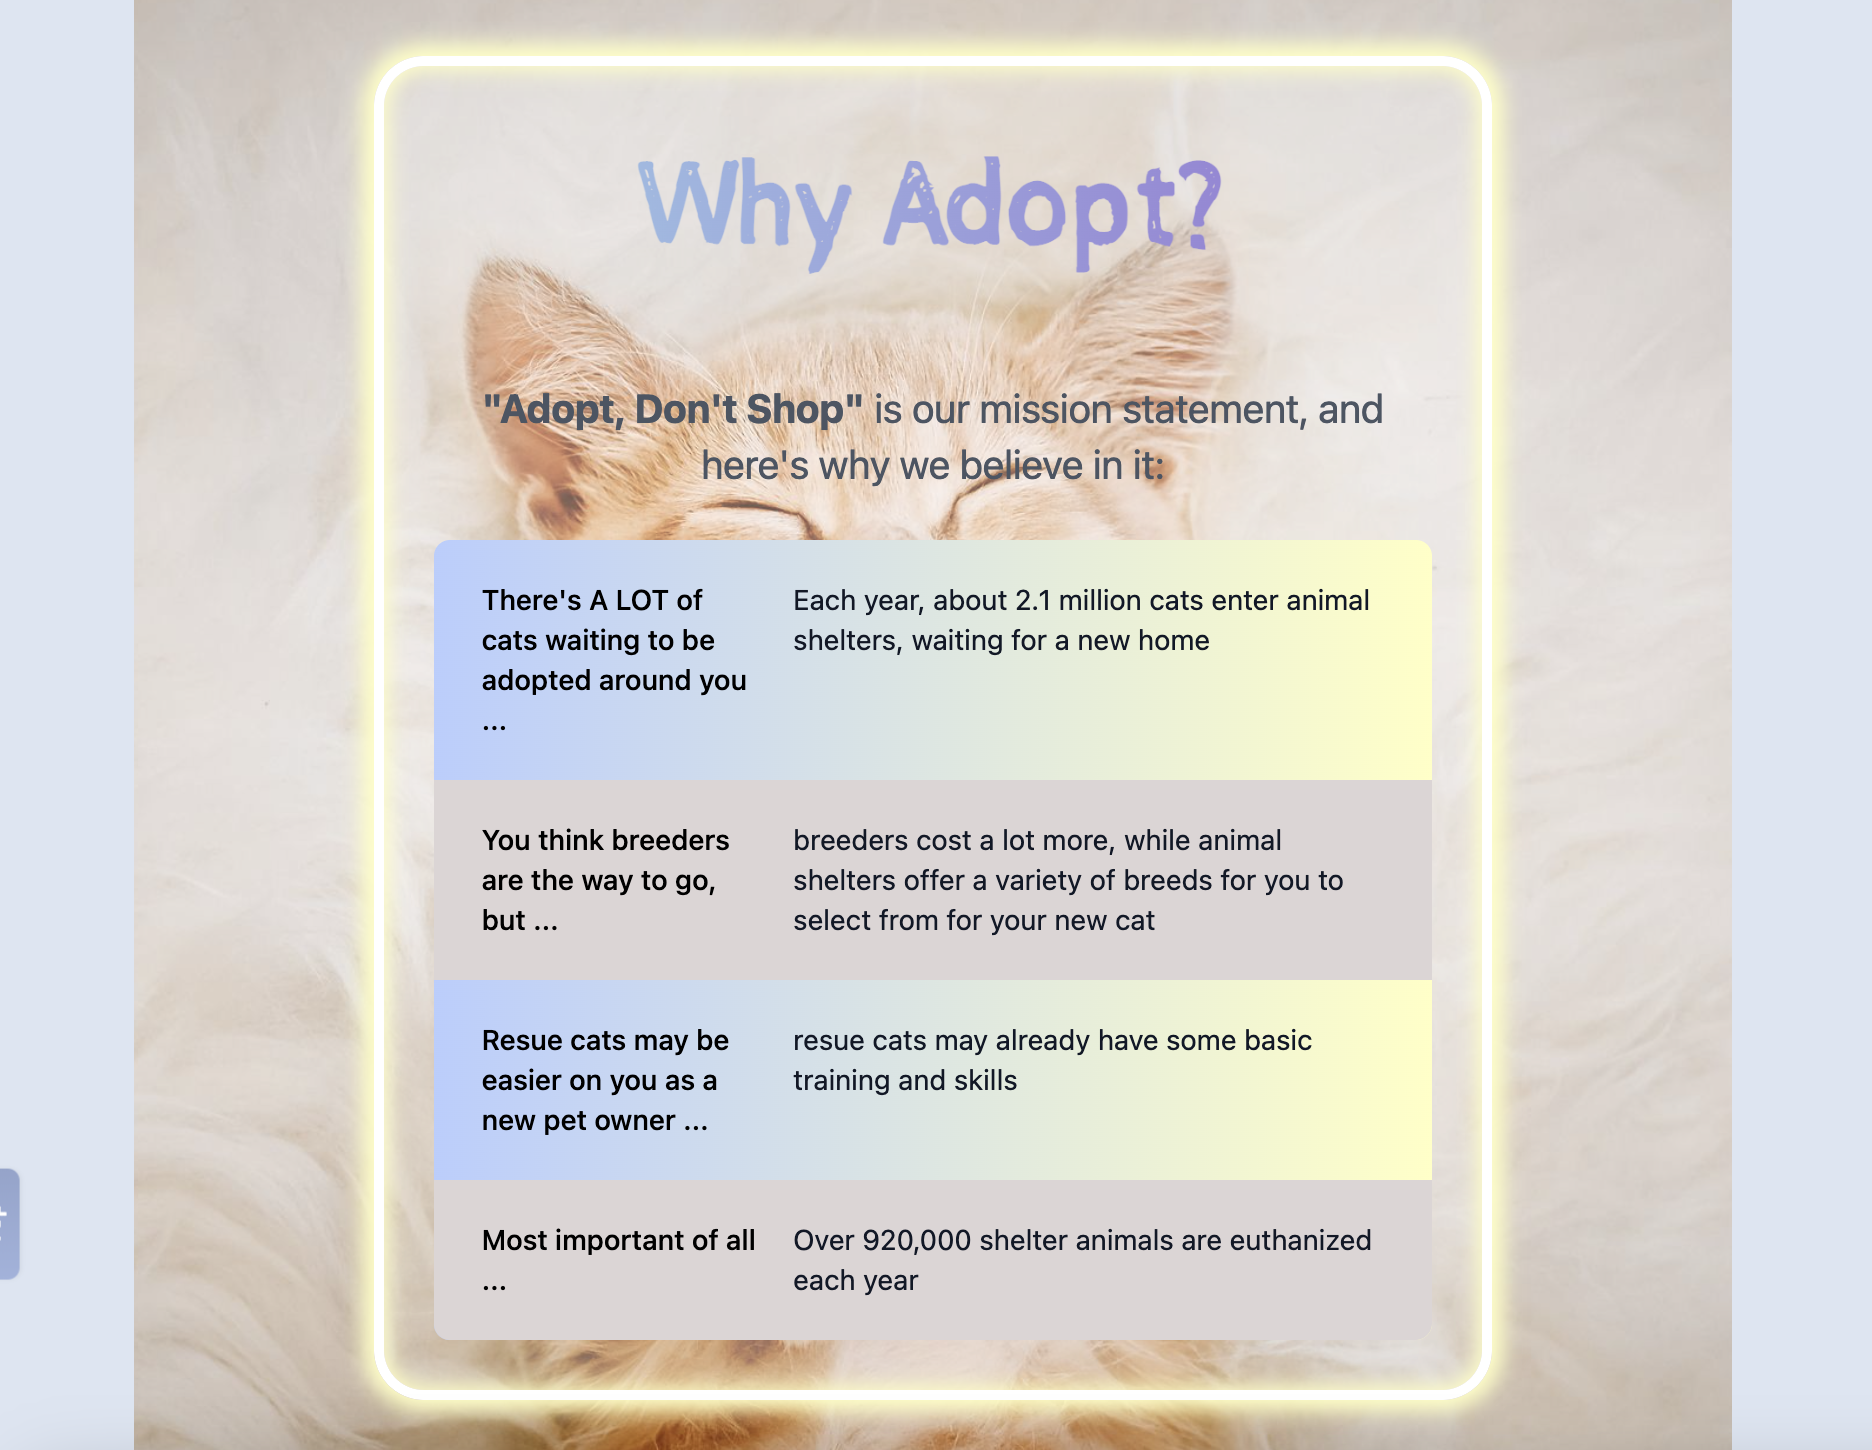 Why Adopt?
"Adopt, Don't Shop" is our mission statement, and
here's why we believe in it:
There's A LOT of
cats waiting to be
adopted around you
...
Each year, about 2.1 million cats enter animal
shelters, waiting for a new home
You think breeders
are the way to go,
but ...
breeders cost a lot more, while animal
shelters offer a variety of breeds for you to
select from for your new cat
Resue cats may be
easier on you as a
new pet owner ...
resue cats may already have some basic
training and skills
Most important of all
...
Over 920,000 shelter animals are euthanized
each year